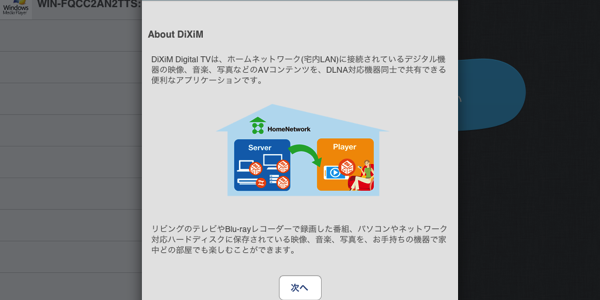 Windows
Media Player
WIN-FQCC2AN2TTS:
About DiXiM
DiXiM Digital TVは、ホームネットワーク(宅内LAN)に接続されているデジタル機
器の映像、音楽、写真などのAVコンテンツを、DLNA対応機器同士で共有できる
便利なアプリケーションです。
HomeNetwork
Server
Player
リビングのテレビやBlu-rayレコーダーで録画した番組、パソコンやネットワーク
対応ハードディスクに保存されている映像、音楽、写真を、お手持ちの機器で家
中どの部屋でも楽しむことができます。
次へ